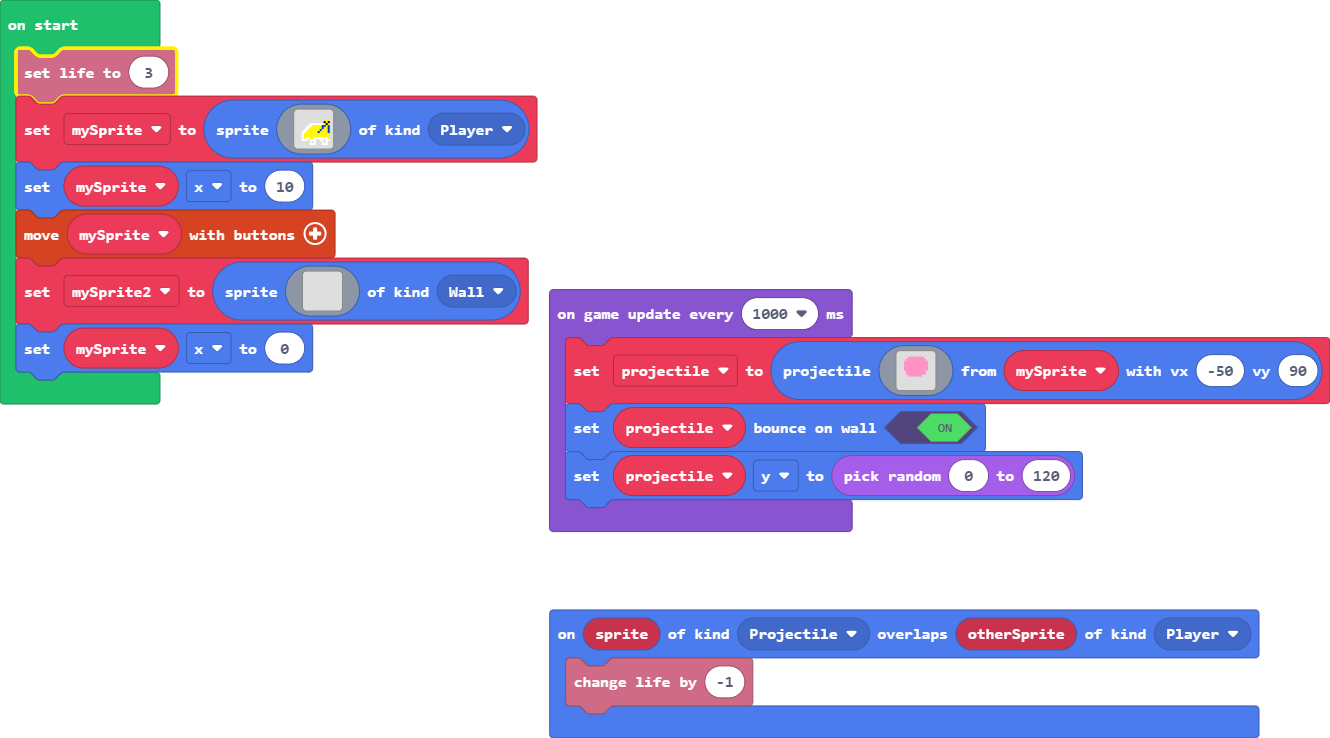 on start
set life to 3
set mySprite to sprite of kind Player
set mySprite x to 10
move mySprite with buttons
set mySprite2 to sprite of kind Wall
set mySprite x to 0
on game update every 1000 ms
set projectile to projectile from mySprite with vx -50 vy 90
set projectile bounce on wall ON
set projectile y to pick random 0 to 120
on sprite of kind Projectile overlaps otherSprite of kind Player
change life by -1